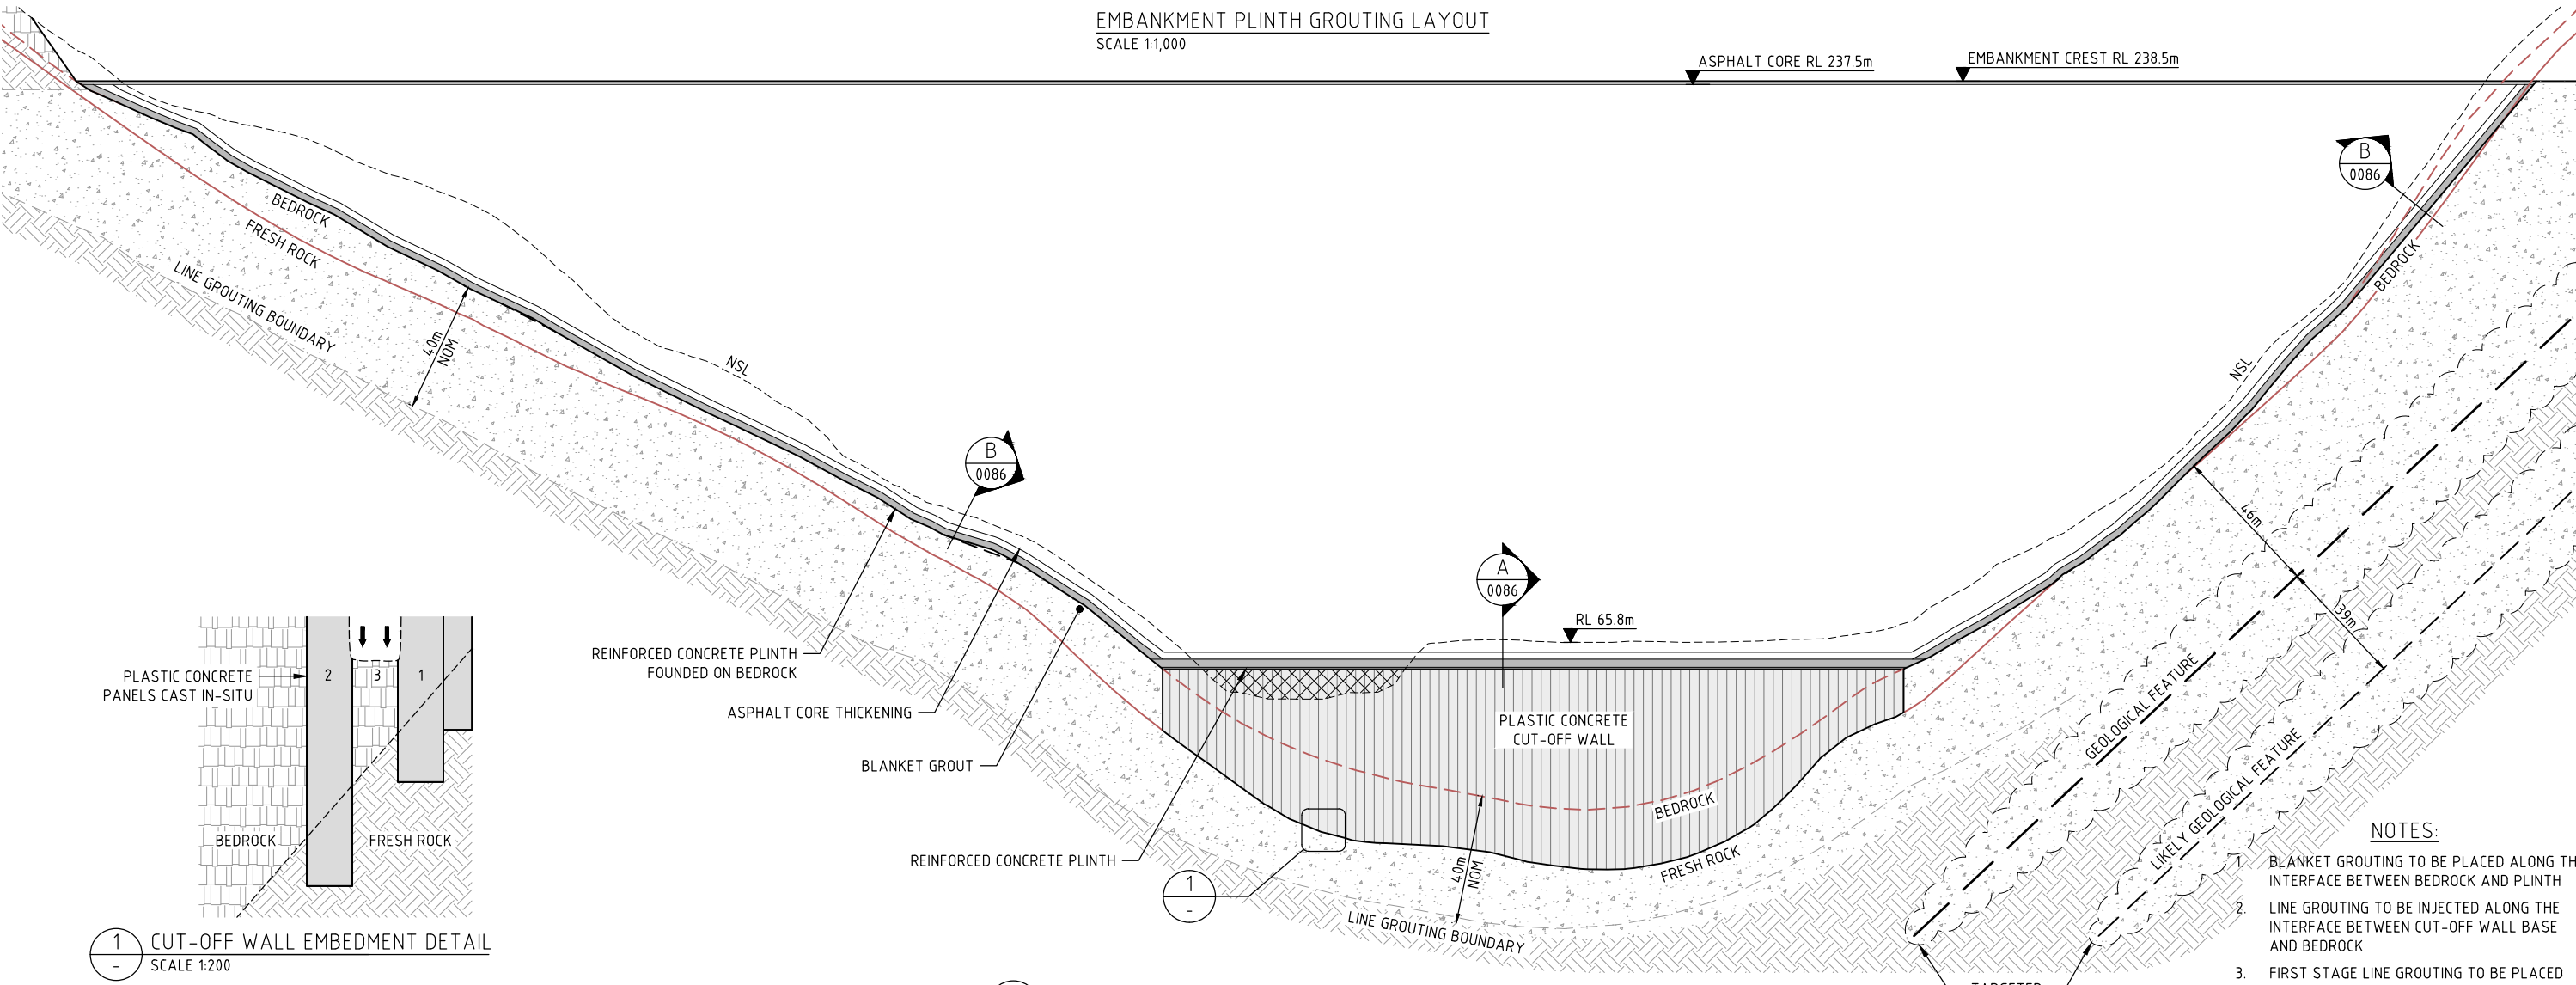 EMBANKMENT PLINTH GROUTING LAYOUT
SCALE 1:1,000
ASPHALT CORE RL 237.5m
EMBANKMENT CREST RL 238.5m
B
0086
BEDROCK
FRESH ROCK
LINE GROUTING BOUNDARY
40m
NOM.
NSL
B
0086
BEDROCK
NSL
46m
39m
A
0086
RL 65.8m
REINFORCED CONCRETE PLINTH
FOUNDED ON BEDROCK
ASPHALT CORE THICKENING
BLANKET GROUT
REINFORCED CONCRETE PLINTH
PLASTIC CONCRETE
CUT-OFF WALL
BEDROCK
FRESH ROCK
40m
NOM.
LINE GROUTING BOUNDARY
1
-
GEOLOGICAL FEATURE
LIKELY GEOLOGICAL FEATURE
PLASTIC CONCRETE
PANELS CAST IN-SITU
2
3
1
BEDROCK
FRESH ROCK
1
-
CUT-OFF WALL EMBEDMENT DETAIL
SCALE 1:200
NOTES:
1. BLANKET GROUTING TO BE PLACED ALONG TH
INTERFACE BETWEEN BEDROCK AND PLINTH
2. LINE GROUTING TO BE INJECTED ALONG THE
INTERFACE BETWEEN CUT-OFF WALL BASE
AND BEDROCK
3. FIRST STAGE LINE GROUTING TO BE PLACED
TARGETED